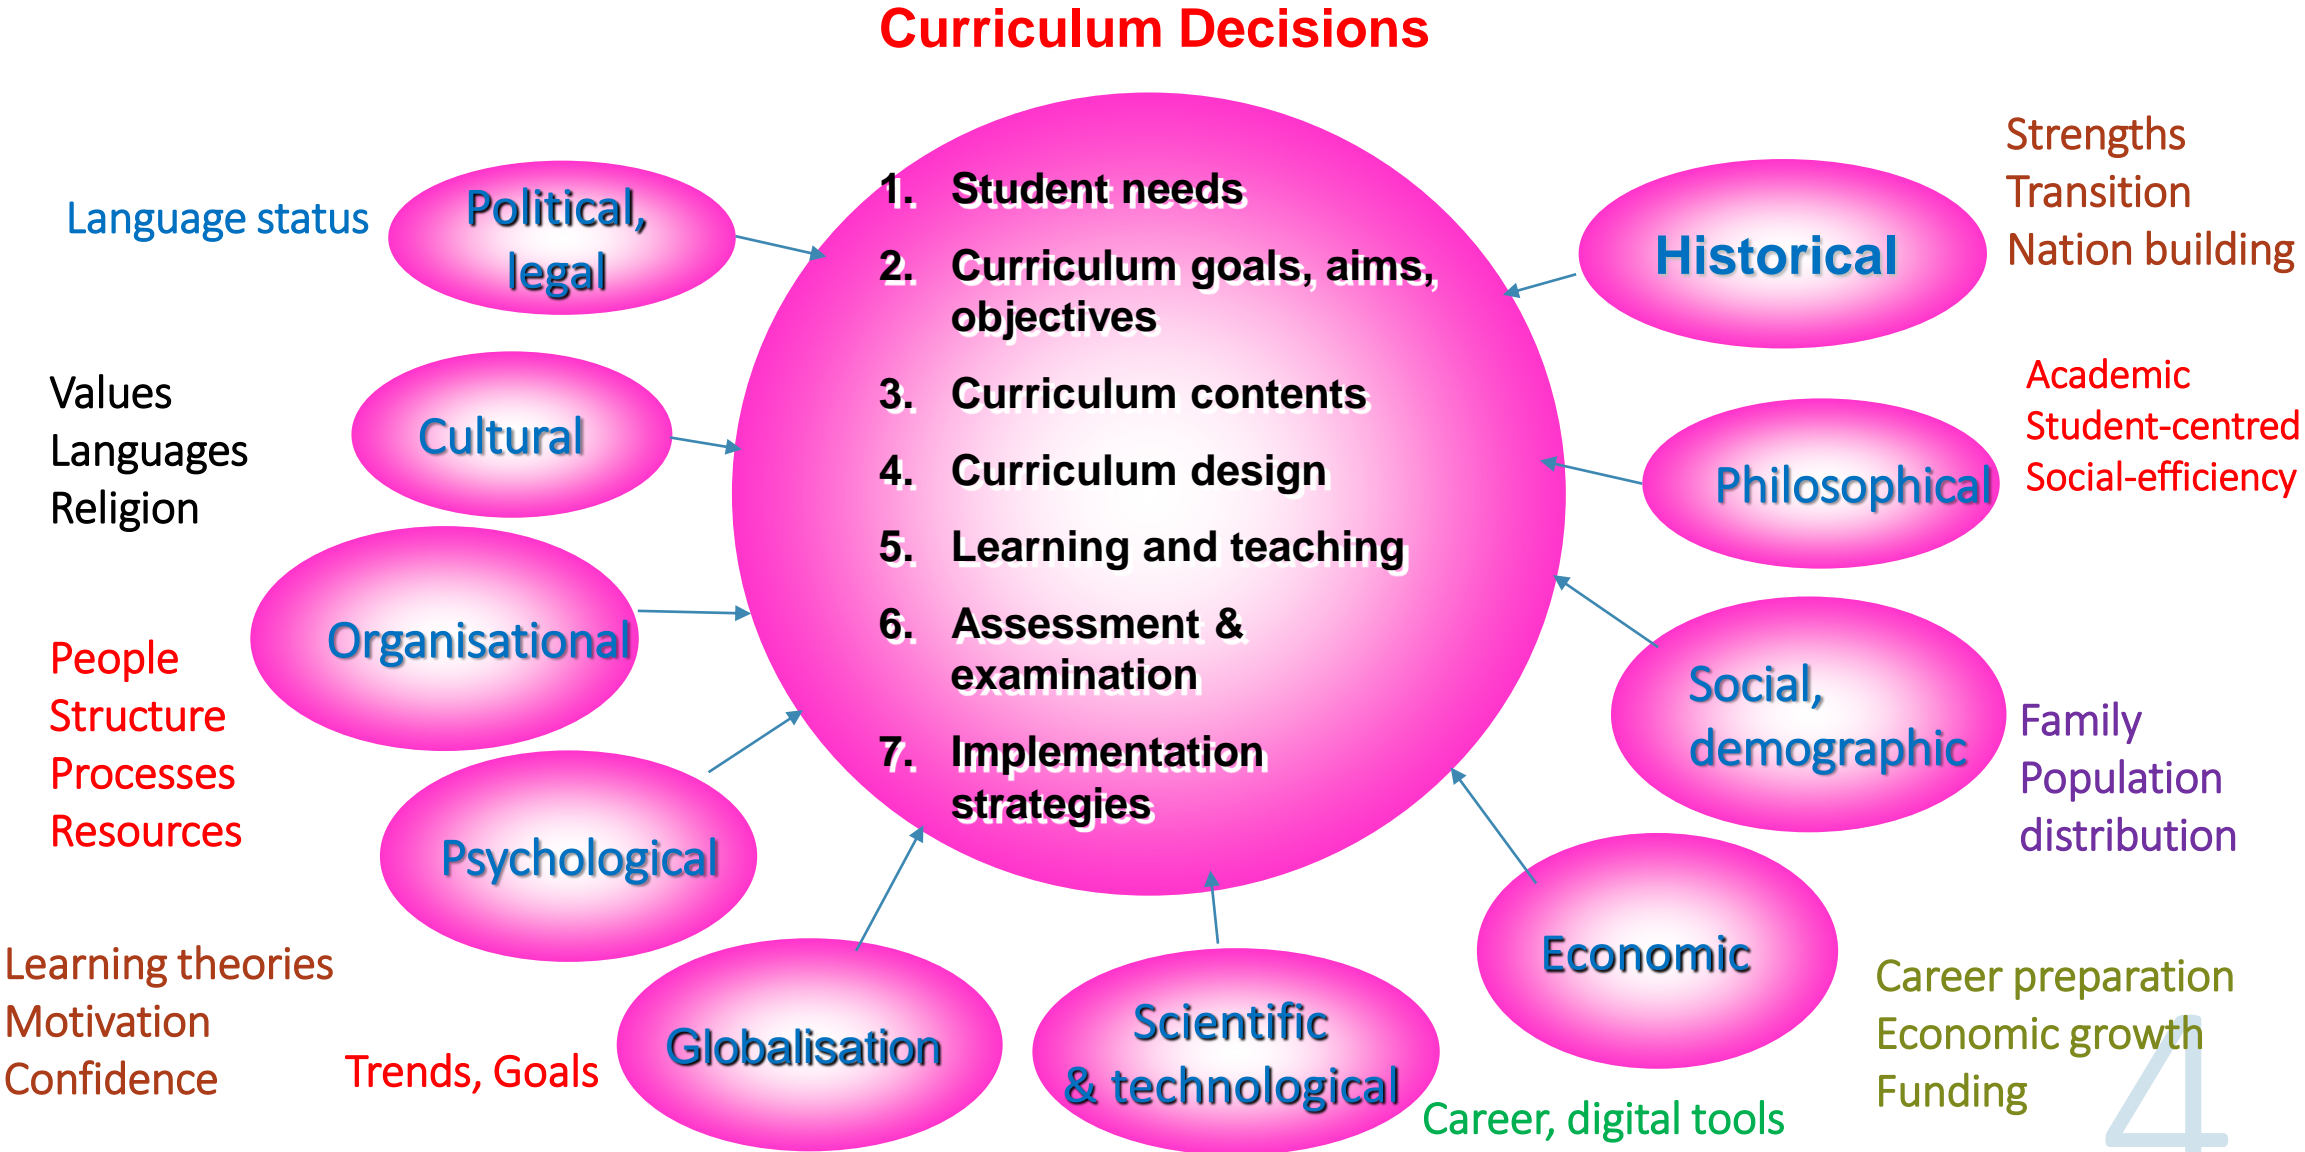 Curriculum Decisions
Language status
Political,
legal
Values
Languages
Religion
Cultural
Organisational
People
Structure
Processes
Resources
Psychological
Learning theories
Motivation
Confidence
Trends, Goals
Globalisation
1. Student needs
2. Curriculum goals, aims,
objectives
3. Curriculum contents
4. Curriculum design
5. Learning and teaching
6. Assessment &
examination
7. Implementation
strategies
Scientific
& technological
Career, digital tools
Historical
Strengths
Transition
Nation building
Philosophical
Academic
Student-centred
Social-efficiency
Social,
demographic
Family
Population
distribution
Economic
Career preparation
Economic growth
Funding
4